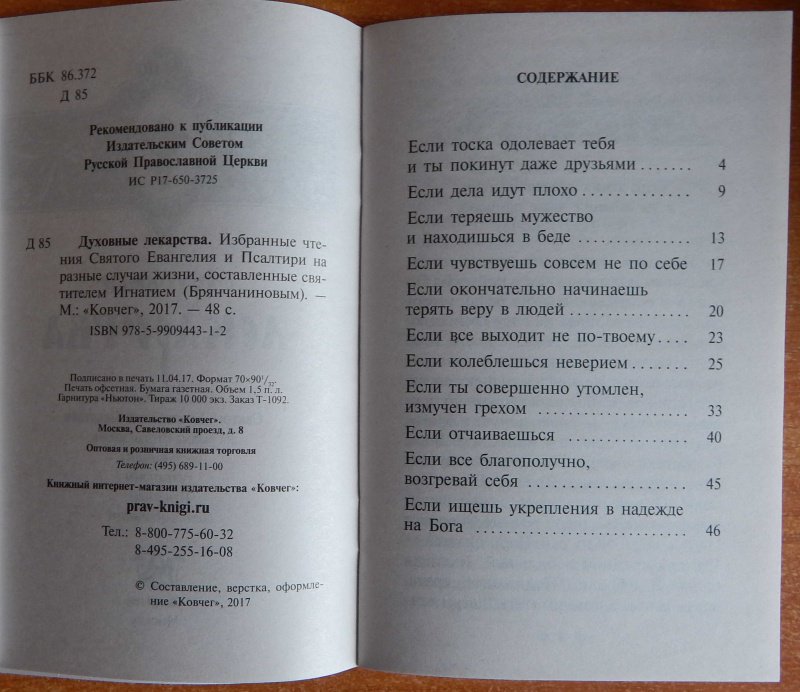 ББК 86.372
Д 85
Рекомендовано к публикации
Издательским Советом
Русской Православной Церкви
ИС Р17-650-3725
Д 85 Духовные лекарства. Избранные чте-
ния Святого Евангелия и Псалтири на
разные случаи жизни, составленные свя-
тителем Игнатием (Брянчаниновым). —
М.: «Ковчег», 2017. — 48 с.
ISBN 978-5-9909443-1-2
Подписано в печать 11.04.17. Формат 70×90 1/32.
Печать офсетная. Бумага газетная. Объем 1,5 п. л.
Гарнитура «Ньютон». Тираж 10 000 экз. Заказ Т-1092.
Издательство «Ковчег».
Москва, Савеловский проезд, д. 8
Оптовая и розничная книжная торговля
Телефон: (495) 689-11-00
Книжный интернет-магазин издательства «Ковчег»:
prav-knigi.ru
Тел.: 8-800-775-60-32
8-495-255-16-08
© Составление, верстка, оформле-
ние «Ковчег», 2017
СОДЕРЖАНИЕ
Если тоска одолевает тебя
и ты покинут даже друзьями ....... 4
Если дела идут плохо ............. 9
Если теряешь мужество
и находишься в беде .............. 13
Если чувствуешь совсем не по себе 17
Если окончательно начинаешь
терять веру в людей .............. 20
Если все выходит не по-твоему .... 23
Если колеблешься неверием ....... 25
Если ты совершенно утомлен,
измучен грехом .................. 33
Если отчаиваешься .............. 40
Если все благополучно,
возгревай себя ................... 45
Если ищешь укрепления в надежде
на Бога ......................... 46